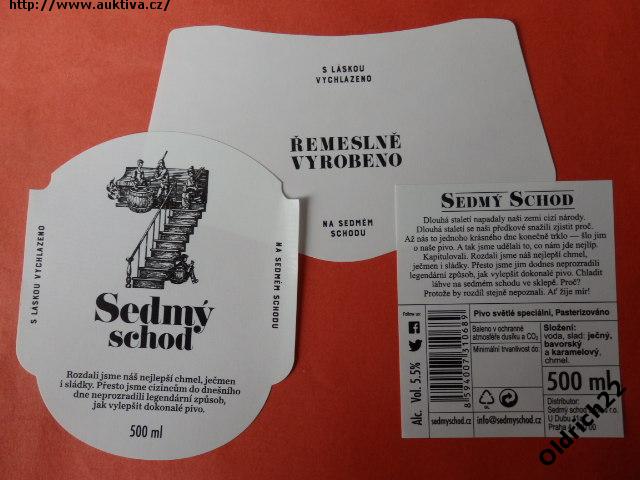 http://www.auktiva.cz/
S LÁSKOU
VYCHLAZENO
ŘEMESLNĚ
VYROBENO
NA SEDMÉM
SCHODU
S LÁSKOU VYCHLAZENO
NA SEDMÉM SCHODU
Sedmý
schod
Rozdali jsme náš nejlepší chmel, ječmen
i sládky. Přesto jsme cizincům do dnešního
dne neprozradili legendární způsob,
jak vylepšit dokonalé pivo.
500 ml
SEDMÝ SCHOD
Dlouhá staletí napadaly naši zemi cizí národy.
Dlouhá staletí se naši předkové snažili zjistit proč.
Až nás to jednoho krásného dne konečně trklo — šlo jim
o naše pivo. A tak jsme udělali to, co nám jde nejlíp.
Kapitulovali. Rozdali jsme náš nejlepší chmel,
ječmen i sládky. Přesto jsme jim dodnes neprozradili
legendární způsob, jak vylepšit dokonalé pivo. Chladit
láhve na sedmém schodu ve sklepě. Proč?
Protože by rozdíl stejně nepoznali. Ať žije mír!
Follow us:
Alc. Vol. 5.5%
8594007310689
Pivo světlé speciální, Pasterizováno
Baleno v ochranné
atmosféře dusíku a CO₂
Minimální trvanlivost do:
GL
sedmyschod.cz
info@sedmyschod.cz
Složení:
voda, slad: ječný,
bavorský
a karamelový,
chmel.
500 ml
Distributor:
Sedmý schod
U Dubu
Praha 4
Oldrich22